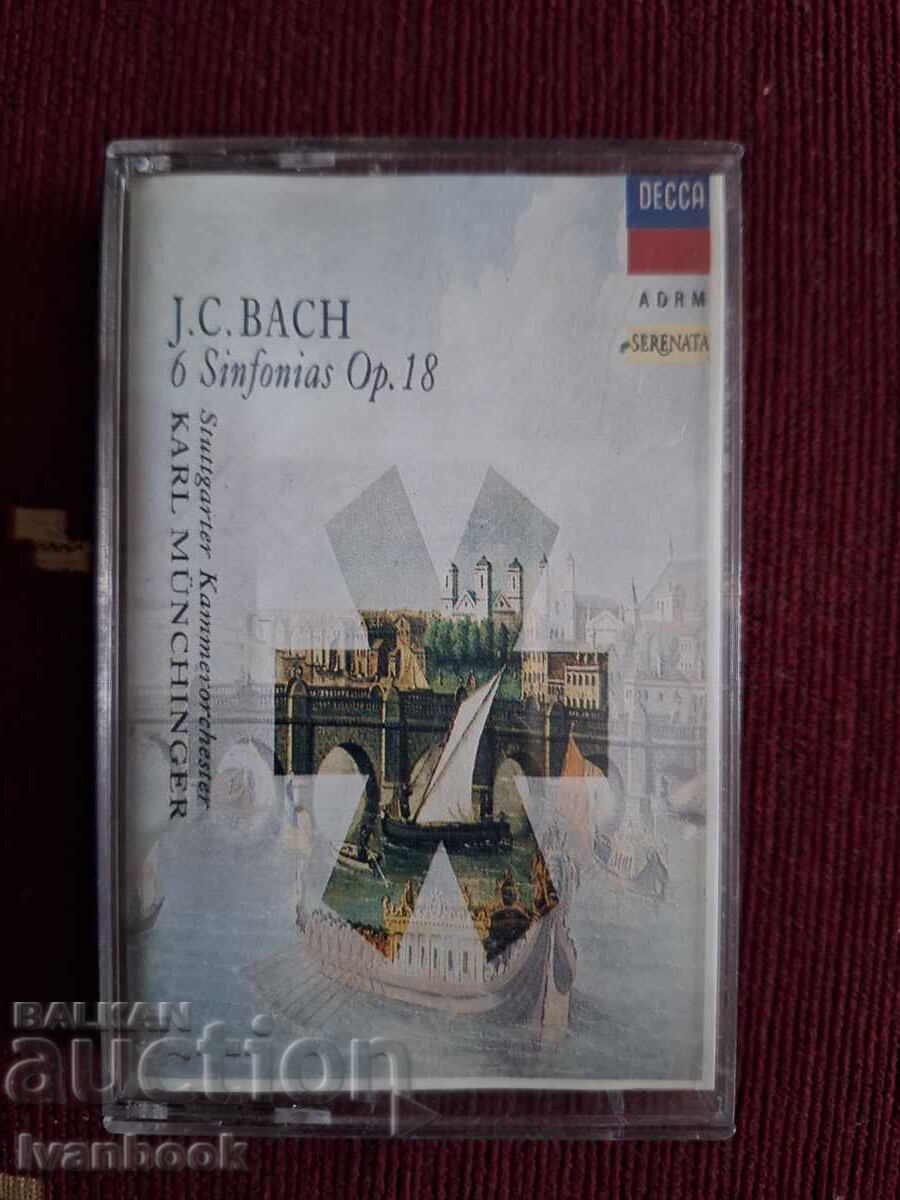 DECCA
ADRM
SERENATA
J.C. BACH
6 Sinfonias Op.18
Stuttgarter Kammerorchester
KARL MÜNCHINGER
BALKAN
auction
Ivanbook